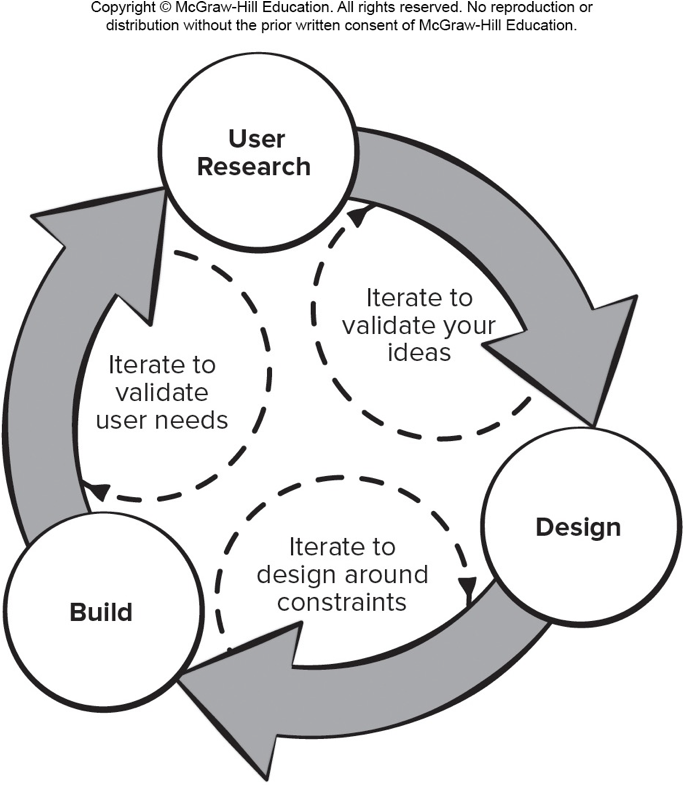 Copyright © McGraw-Hill Education. All rights reserved. No reproduction or
distribution without the prior written consent of McGraw-Hill Education.
User
Research
Iterate to
validate your
ideas
Iterate to
validate
user needs
Design
Iterate to
design around
constraints
Build